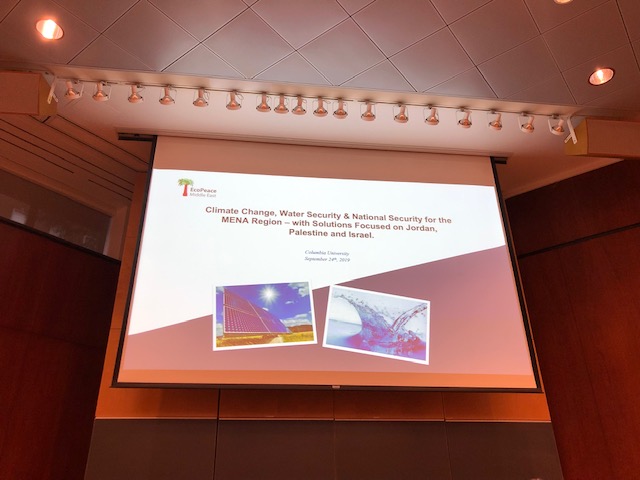 EcoPeace
Middle East
Climate Change, Water Security & National Security for the
MENA Region – with Solutions Focused on Jordan,
Palestine and Israel.
Columbia University
September 24th, 2019